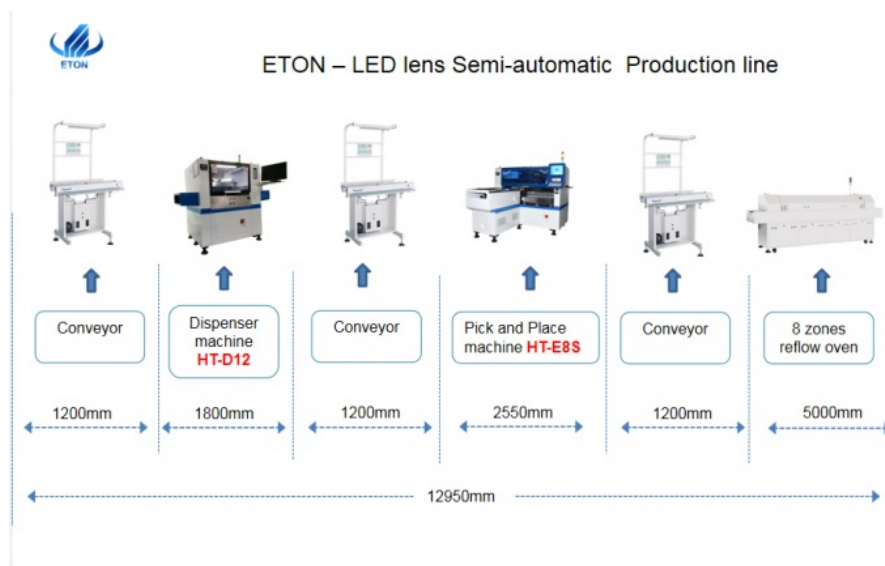 ETON
ETON – LED lens Semi-automatic Production line
Conveyor
Dispenser
machine
HT-D12
Conveyor
Pick and Place
machine HT-E8S
Conveyor
8 zones
reflow oven
1200mm
1800mm
1200mm
2550mm
1200mm
5000mm
12950mm